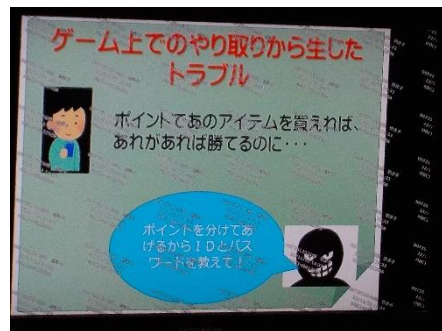 ゲーム上でのやり取りから生じた
トラブル
ポイントであのアイテムを買えれば、
あれがあれば勝てるのに・・・
ポイントを分けてあ
げるからIDとパス
ワードを教えて!